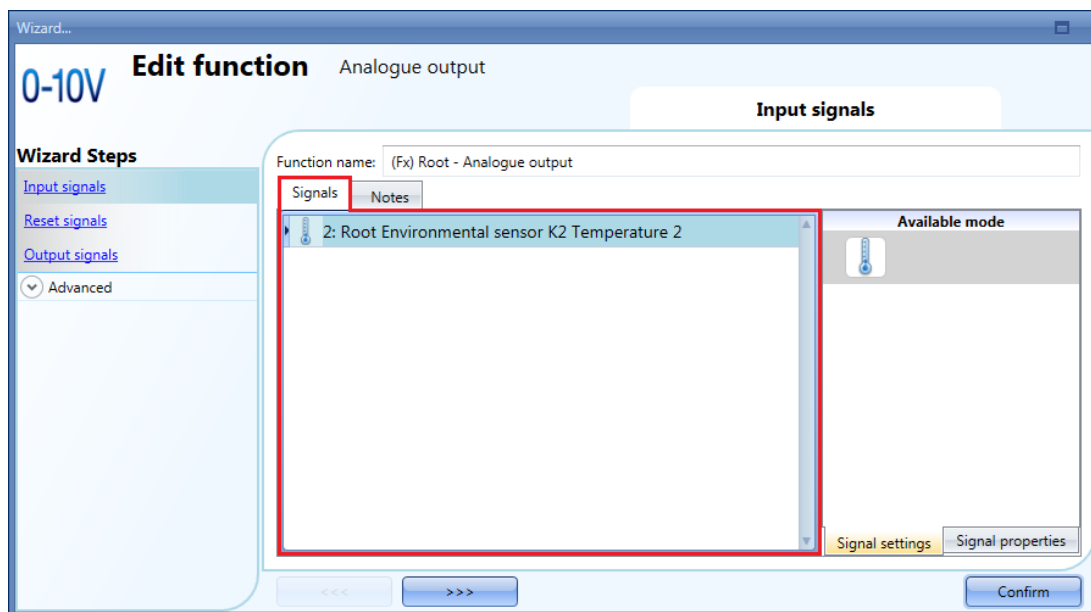 Wizard...
0-10V
Edit function Analogue output
Input signals
Wizard Steps
Input signals
Reset signals
Output signals
Advanced
Function name: (Fx) Root - Analogue output
Signals Notes
2: Root Environmental sensor K2 Temperature 2
Available mode
Signal settings Signal properties
<<< >>> Confirm